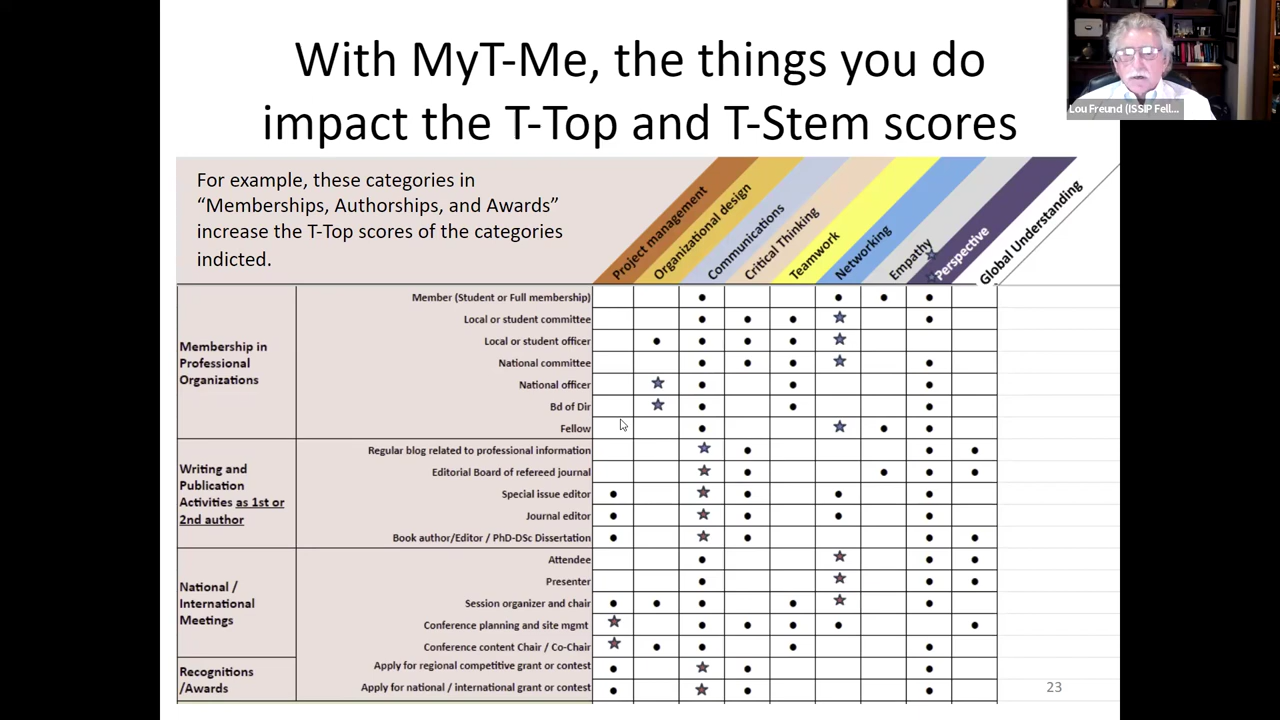 With MyT-Me, the things you do
impact the T-Top and T-Stem scores
Lou Freund (ISSIP Fell...
For example, these categories in
“Memberships, Authorships, and Awards”
increase the T-Top scores of the categories
indicted.
Project management
Organizational design
Communications
Critical Thinking
Teamwork
Networking
Empathy
Perspective
Global Understanding
Membership in
Professional
Organizations
Member (Student or Full membership)
Local or student committee
Local or student officer
National committee
National officer
Bd of Dir
Fellow
Writing and
Publication
Activities as 1st or
2nd author
Regular blog related to professional information
Editorial Board of refereed journal
Special issue editor
Journal editor
Book author/Editor / PhD-DSc Dissertation
National /
International
Meetings
Attendee
Presenter
Session organizer and chair
Conference planning and site mgmt
Conference content Chair / Co-Chair
Recognitions
/Awards
Apply for regional competitive grant or contest
Apply for national / international grant or contest
23